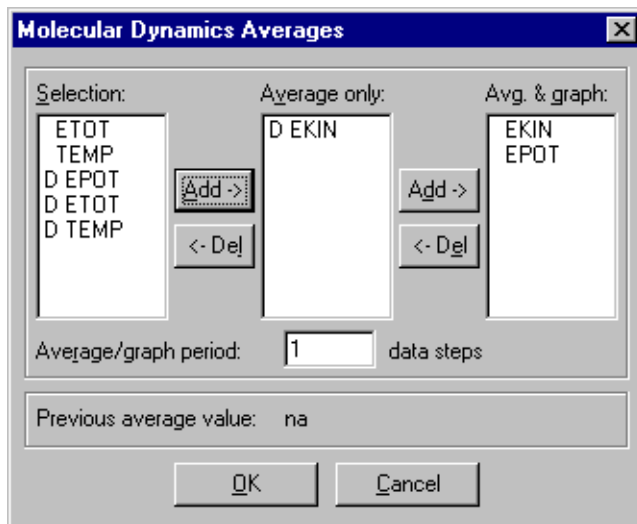 Molecular Dynamics Averages
Selection:
ETOT
TEMP
D EPOT
D ETOT
D TEMP
Add ->
<- Del
Average only:
D EKIN
Add ->
<- Del
Avg. & graph:
EKIN
EPOT
Average/graph period: 1 data steps
Previous average value: na
OK Cancel